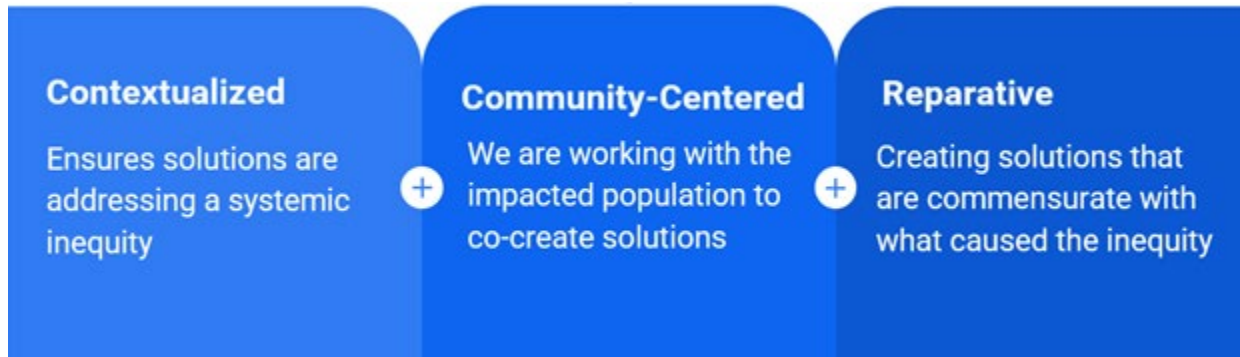 Contextualized
Ensures solutions are
addressing a systemic
inequity
+
Community-Centered
We are working with the
impacted population to
co-create solutions
+
Reparative
Creating solutions that
are commensurate with
what caused the inequity